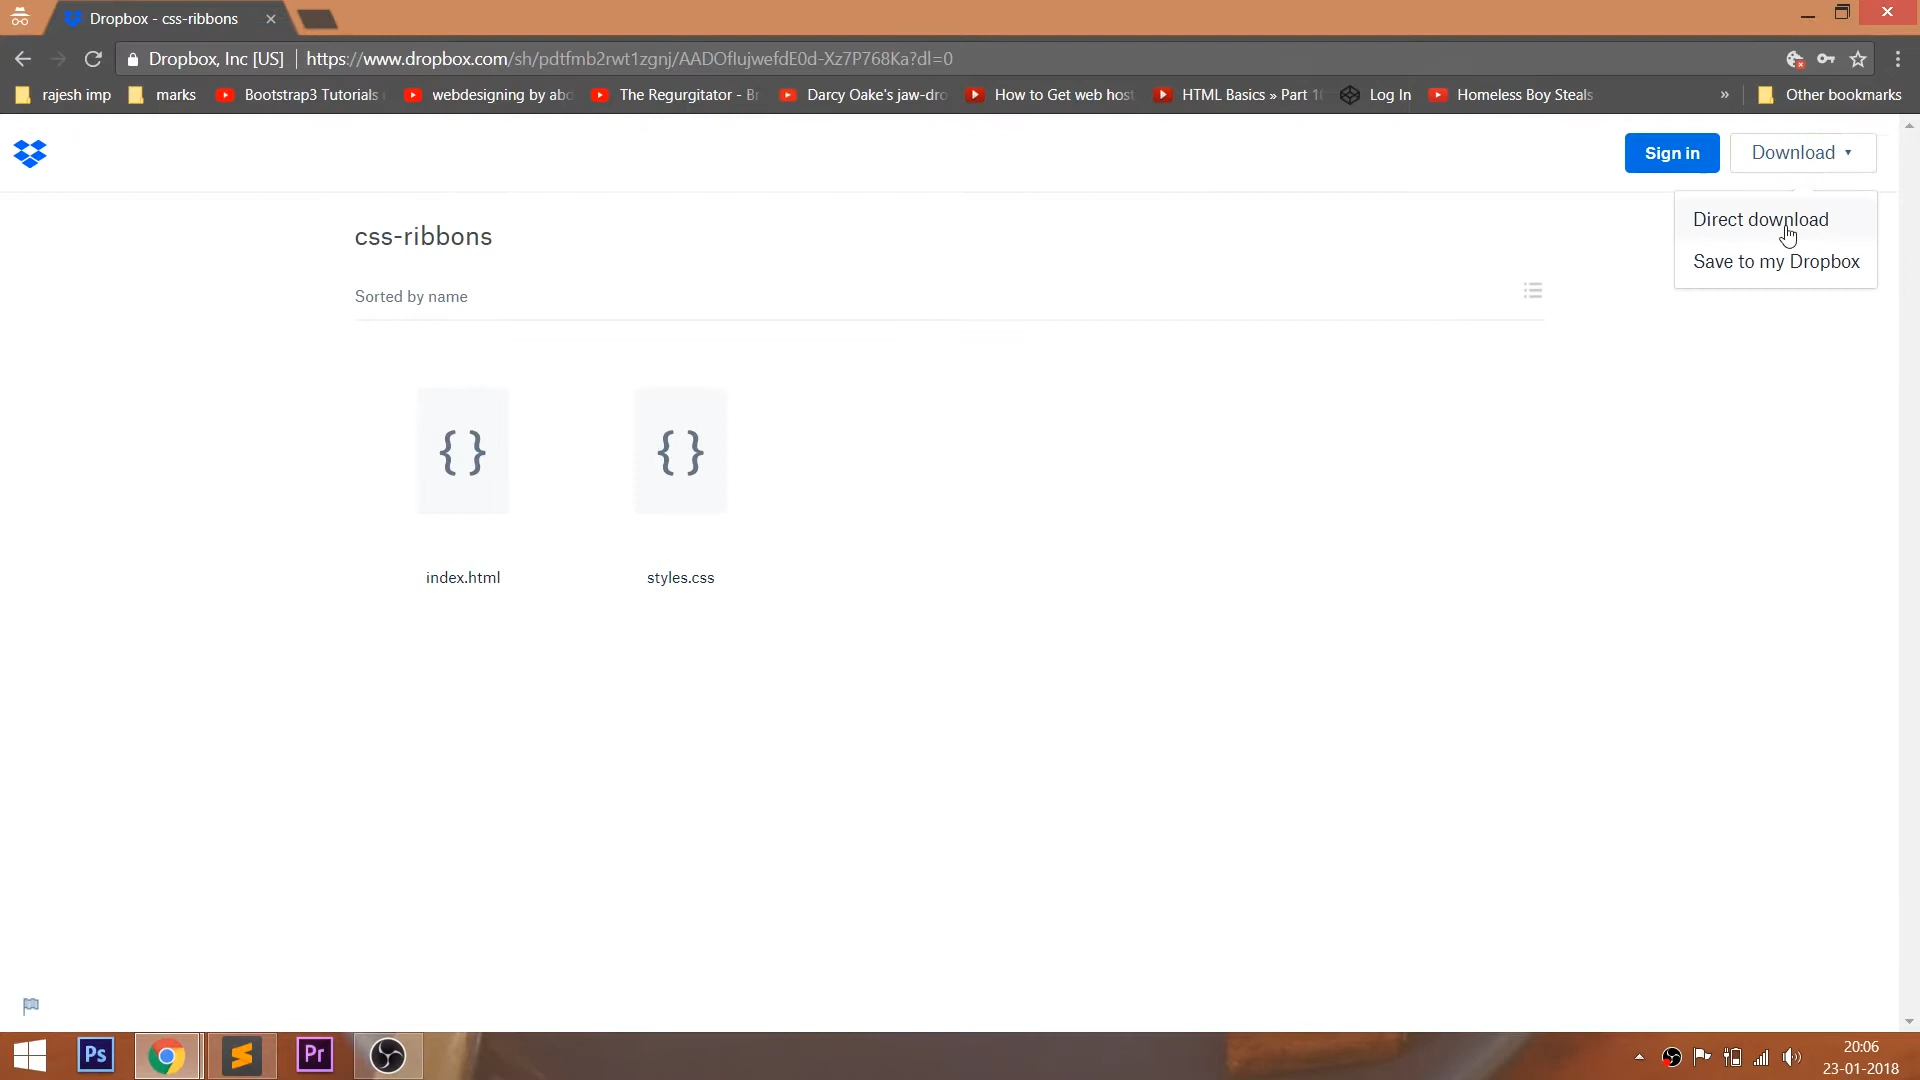 Dropbox - css-ribbons
Dropbox, Inc [US] https://www.dropbox.com/sh/pdtfmb2rwt1zgnj/AADOfIujwefdE0d-Xz7P768Ka?dl=0
rajesh imp marks Bootstrap3 Tutorials webdesigning by abo The Regurgitator - Br Darcy Oake's jaw-dro How to Get web host HTML Basics » Part 1 Log In Homeless Boy Steals » Other bookmarks
Sign in Download
Direct download
Save to my Dropbox
css-ribbons
Sorted by name
{ } { }
index.html styles.css
Ps Pr
20:06
23-01-2018